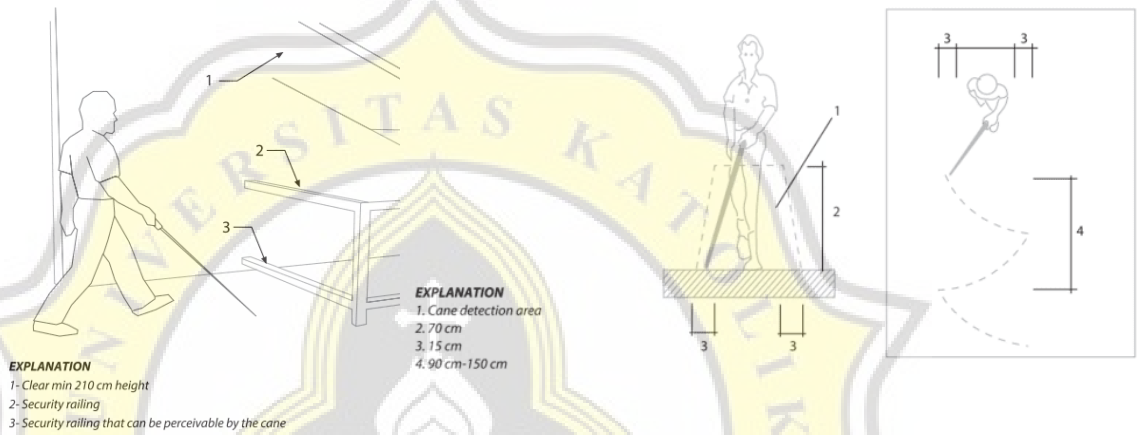 1
2
3
EXPLANATION
1- Clear min 210 cm height
2- Security railing
3- Security railing that can be perceivable by the cane
EXPLANATION
1. Cane detection area
2. 70 cm
3. 15 cm
4. 90 cm-150 cm
1
2
3
3
3
3
4
UNIVERSITAS KATOLIK